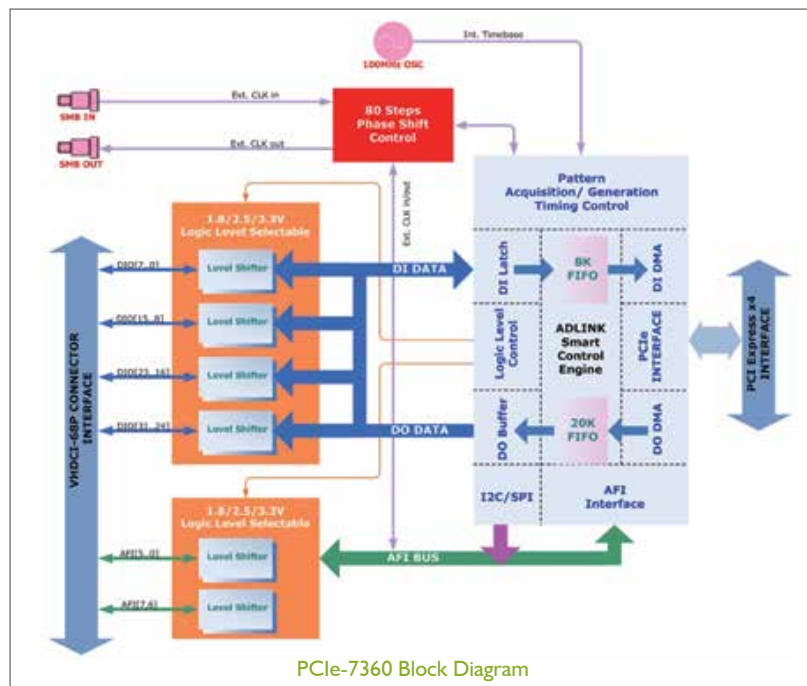 Int. Timebase
100MHz OSC
Ext. CLK in
SMB IN
80 Steps
Phase Shift
Control
Ext. CLK out
SMB OUT
Ext. CLK in/out
Pattern
Acquisition/ Generation
Timing Control
1.8/2.5/3.3V
Logic Level Selectable
DIO[7..0]
Level Shifter
DI DATA
DI Latch
8K
FIFO
DI DMA
DIO[15..8]
Level Shifter
Logic Level
Control
ADLINK
Smart
Control
Engine
PCIe
INTERFACE
PCI Express x4
INTERFACE
VHDCI-68P CONNECTOR
INTERFACE
DIO[23..16]
Level Shifter
DIO[31..24]
Level Shifter
DO DATA
DO Buffer
20K
FIFO
DO DMA
I2C/SPI
AFI
Interface
1.8/2.5/3.3V
Logic Level Selectable
AFI[5..0]
Level Shifter
AFI BUS
AFI[7,6]
Level Shifter
PCIe-7360 Block Diagram